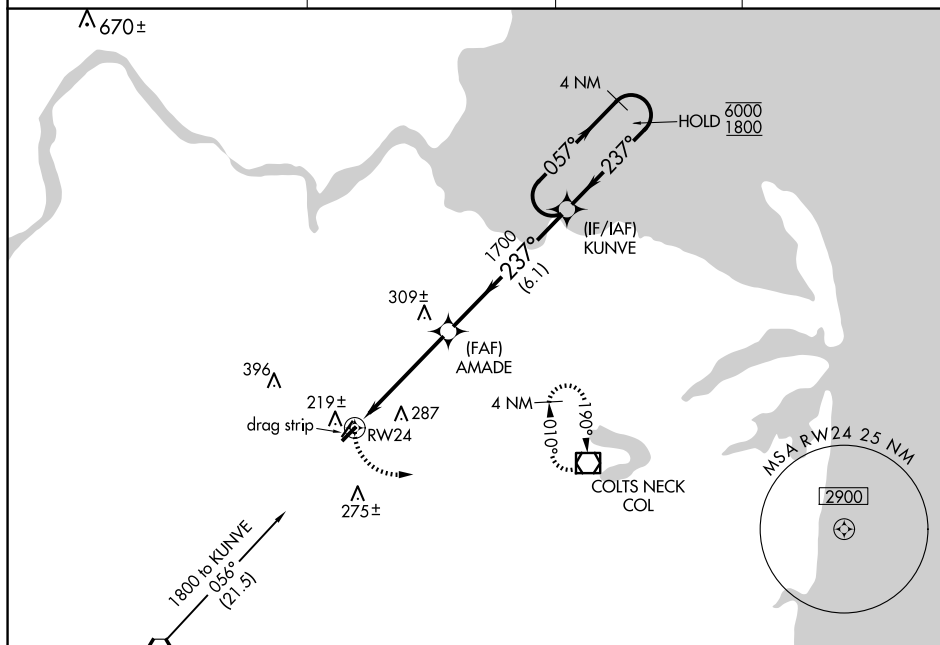 670±
4 NM
HOLD 6000
1800
057°
237°
(IF/IAF)
KUNVE
1700
237°
(6.1)
309±
(FAF)
AMADE
396
219±
287
drag strip
RW24
4 NM
190°
010°
275±
COLTS NECK
COL
MSA RW24 25 NM
2900
1800 to KUNVE
056°
(21.5)